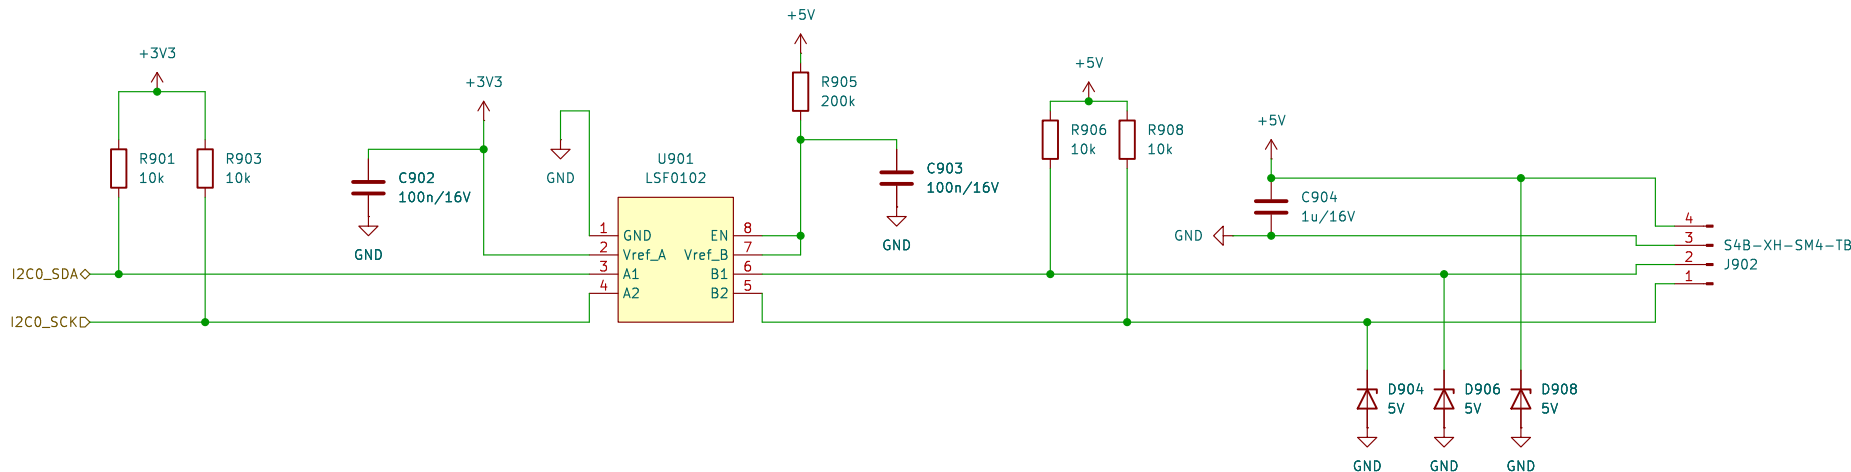 +5V
+3V3
+5V
+3V3
R905
200k
+5V
R901
10k
R903
10k
C902
100n/16V
GND
GND
U901
LSF0102
C903
100n/16V
GND
R906
10k
R908
10k
C904
1u/16V
GND
1 GND EN 8
2 Vref_A Vref_B 7
3 A1 B1 6
4 A2 B2 5
I2C0_SDA
I2C0_SCK
4
3
2
1
S4B-XH-SM4-TB
J902
D904
5V
D906
5V
D908
5V
GND
GND
GND